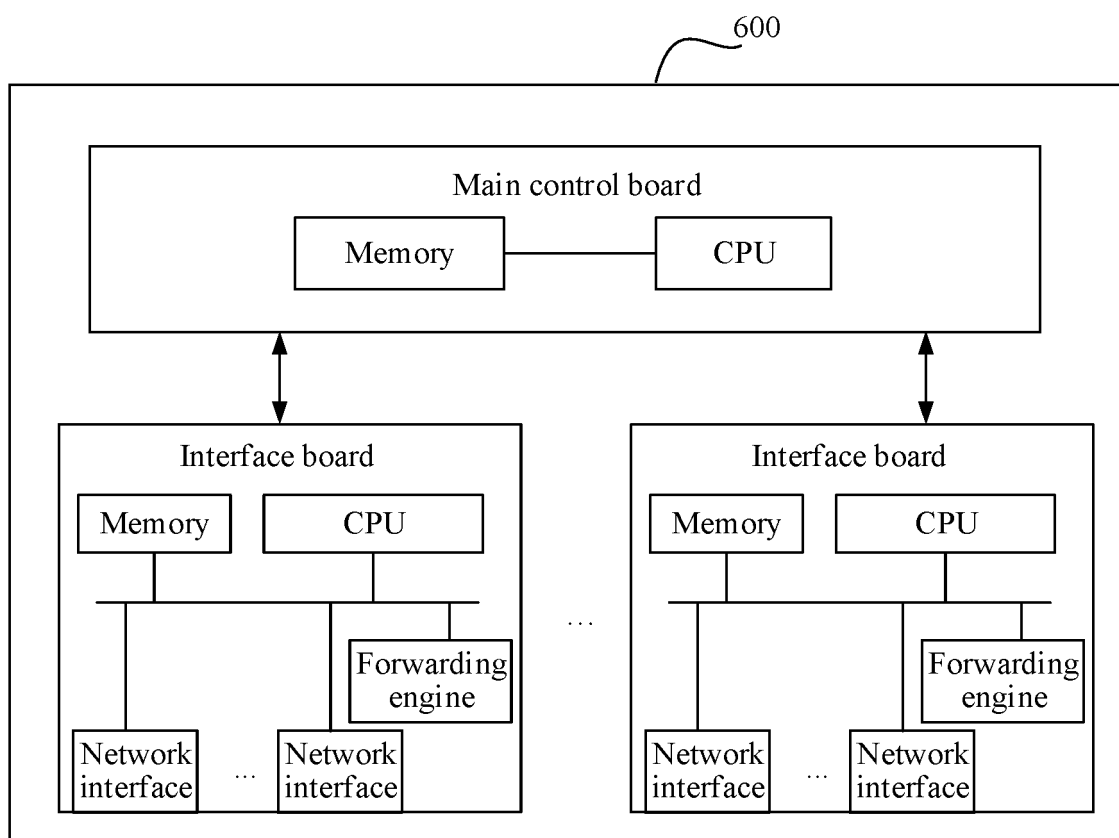 600
Main control board
Memory
CPU
Interface board
Memory
CPU
Forwarding
engine
Network
interface
...
Network
interface
...
Interface board
Memory
CPU
Forwarding
engine
Network
interface
...
Network
interface